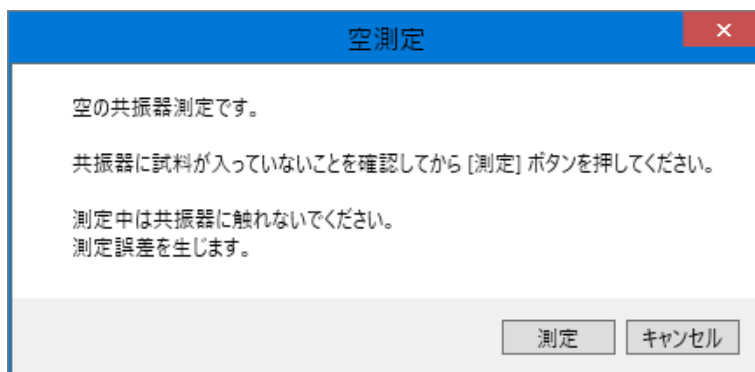 空測定
空の共振器測定です。
共振器に試料が入っていないことを確認してから [測定] ボタンを押してください。
測定中は共振器に触れないでください。
測定誤差を生じます。
測定
キャンセル